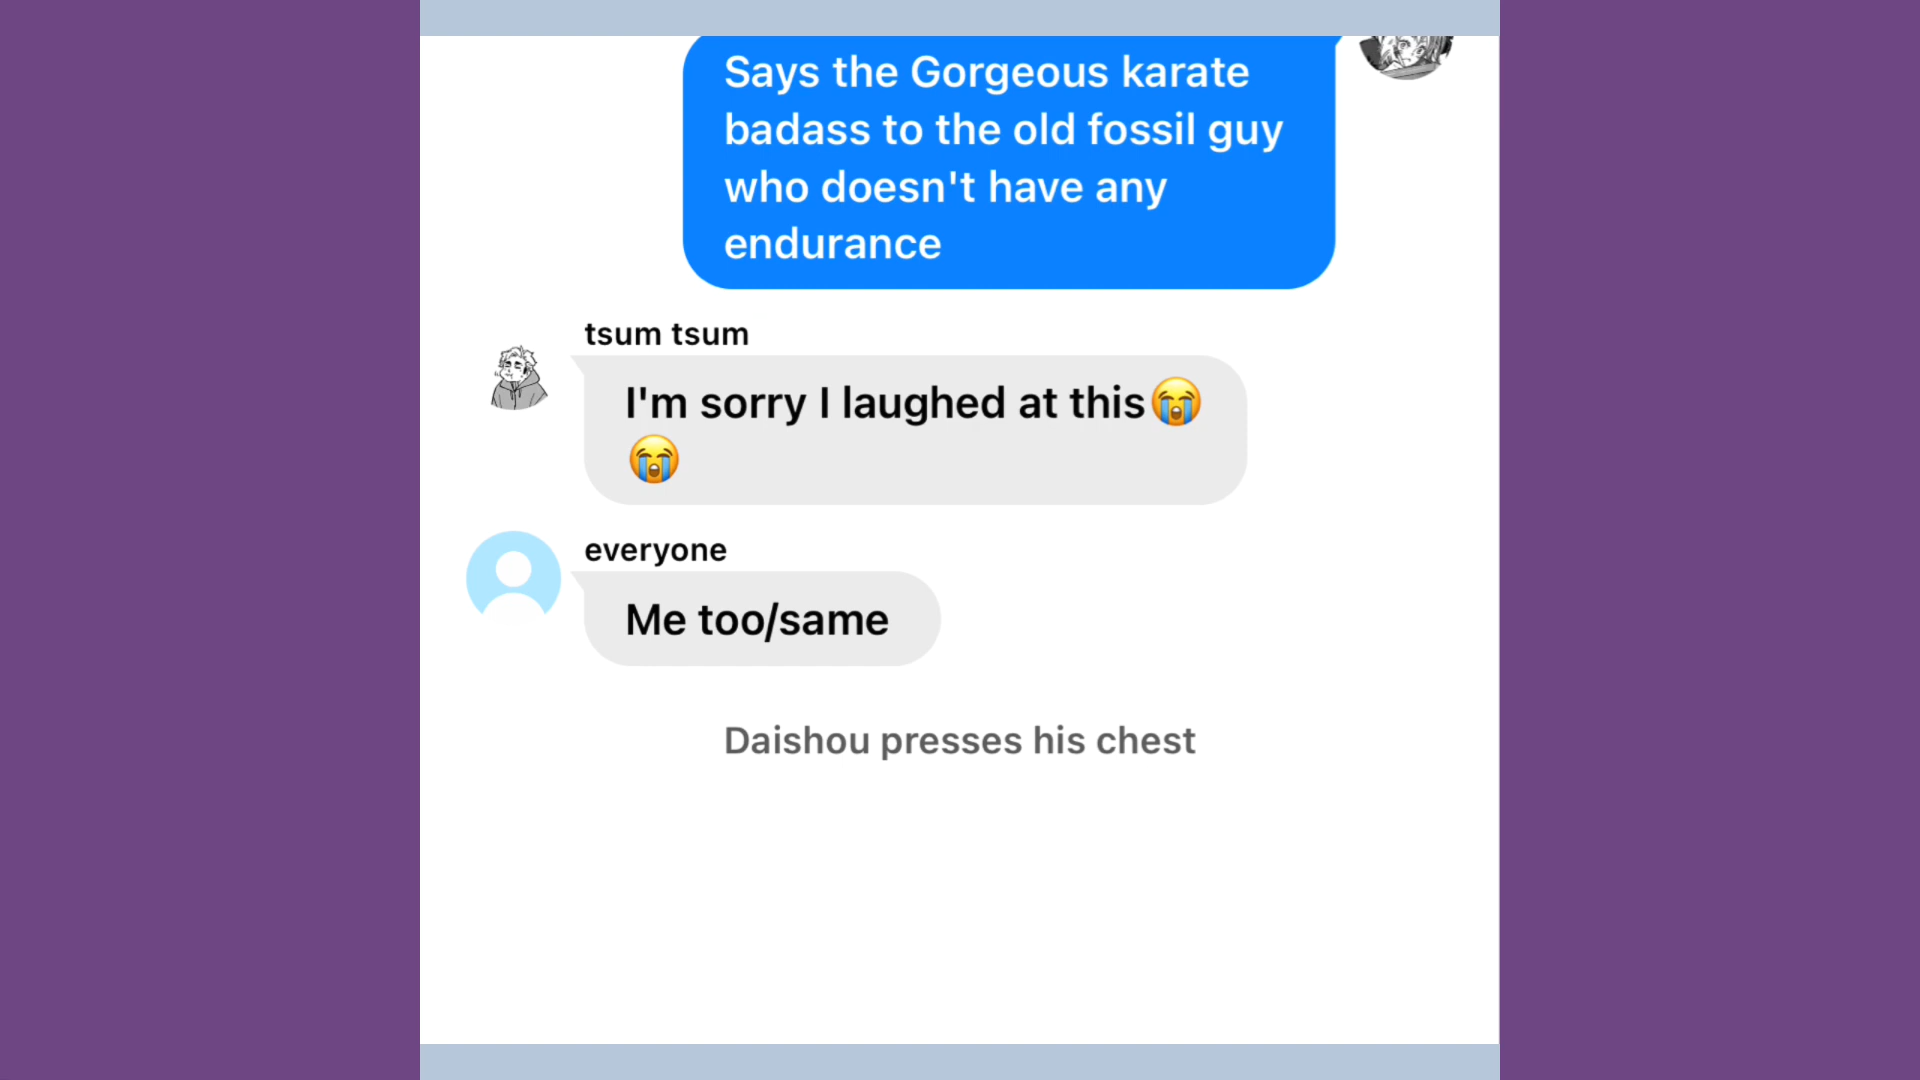 Says the Gorgeous karate
badass to the old fossil guy
who doesn't have any
endurance
tsum tsum
I'm sorry I laughed at this😭
😭
everyone
Me too/same
Daishou presses his chest